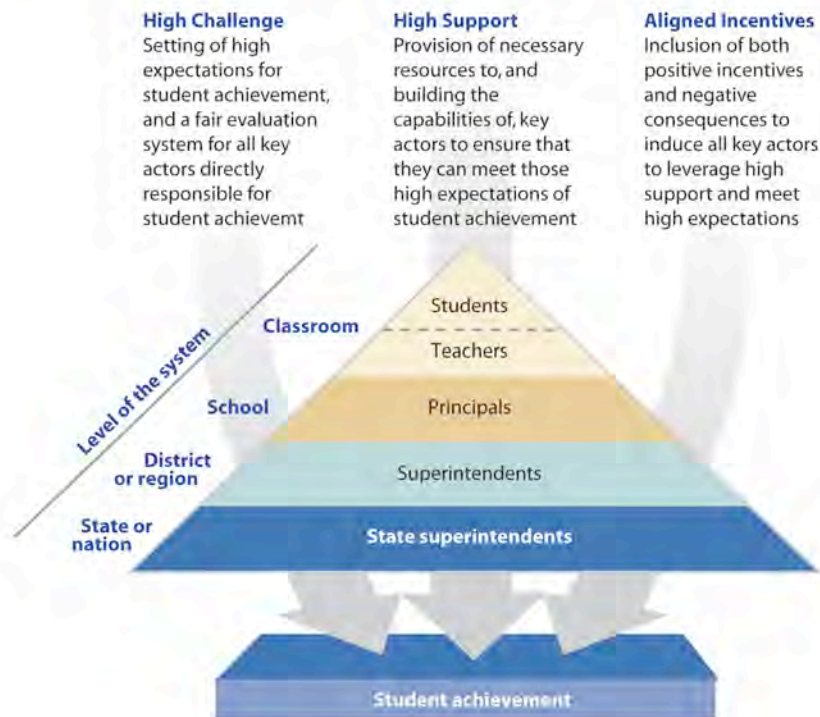 High Challenge
Setting of high
expectations for
student achievement,
and a fair evaluation
system for all key
actors directly
responsible for
student achievemt
High Support
Provision of necessary
resources to, and
building the
capabilities of, key
actors to ensure that
they can meet those
high expectations of
student achievement
Aligned Incentives
Inclusion of both
positive incentives
and negative
consequences to
induce all key actors
to leverage high
support and meet
high expectations
Level of the system
Classroom
Students
Teachers
School
Principals
District
or region
Superintendents
State or
nation
State superintendents
Student achievement